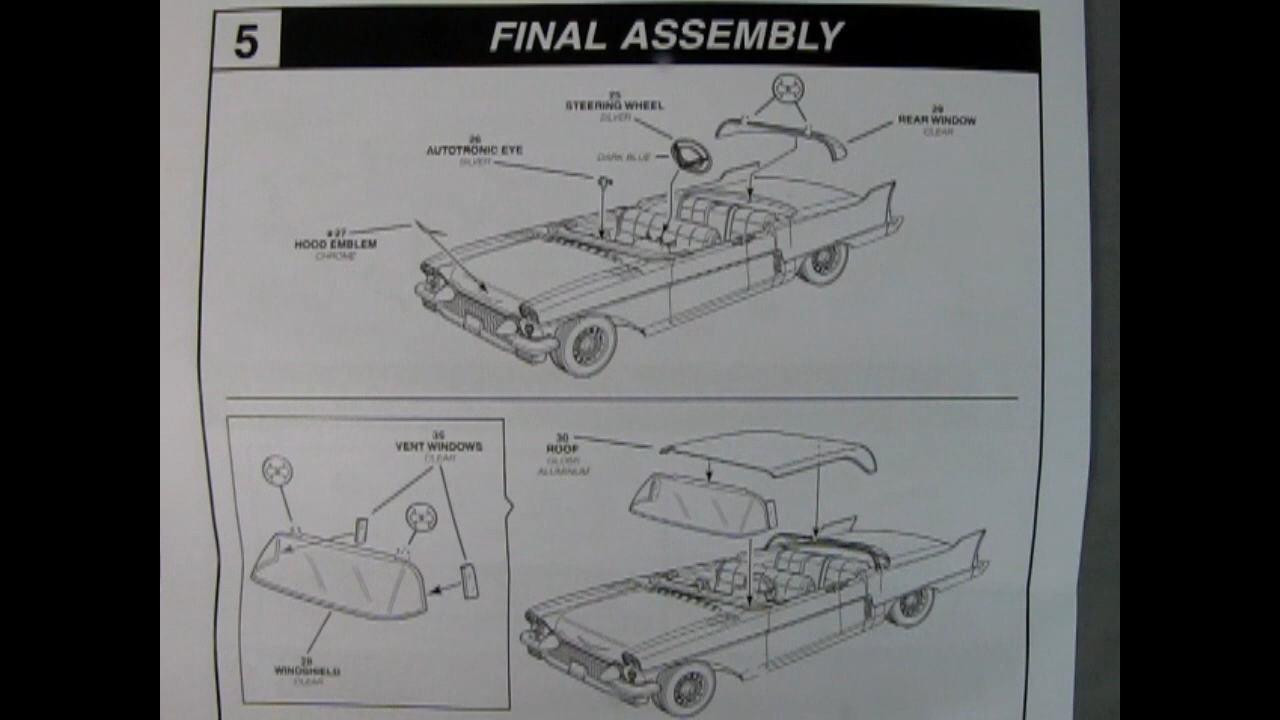 5
FINAL ASSEMBLY
25
STEERING WHEEL
SILVER
29
REAR WINDOW
CLEAR
26
AUTOTRONIC EYE
SILVER
DARK BLUE
27
HOOD EMBLEM
CHROME
35
VENT WINDOWS
CLEAR
30
ROOF
GLOSS
ALUMINUM
28
WINDSHIELD
CLEAR